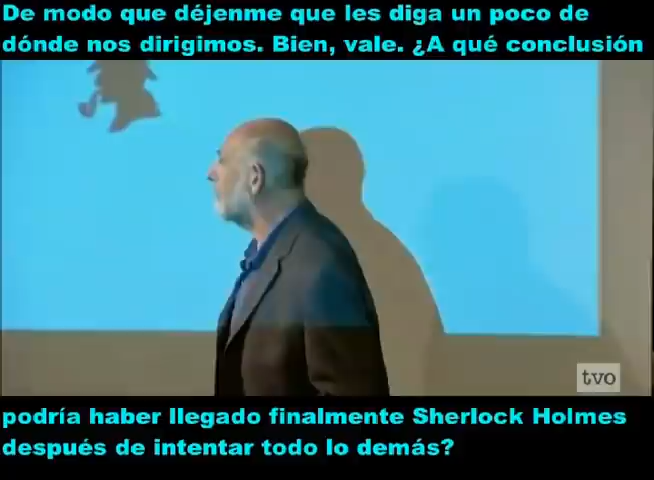 De modo que déjenme que les diga un poco de
dónde nos dirigimos. Bien, vale. ¿A qué conclusión
tvo
podría haber llegado finalmente Sherlock Holmes
después de intentar todo lo demás?